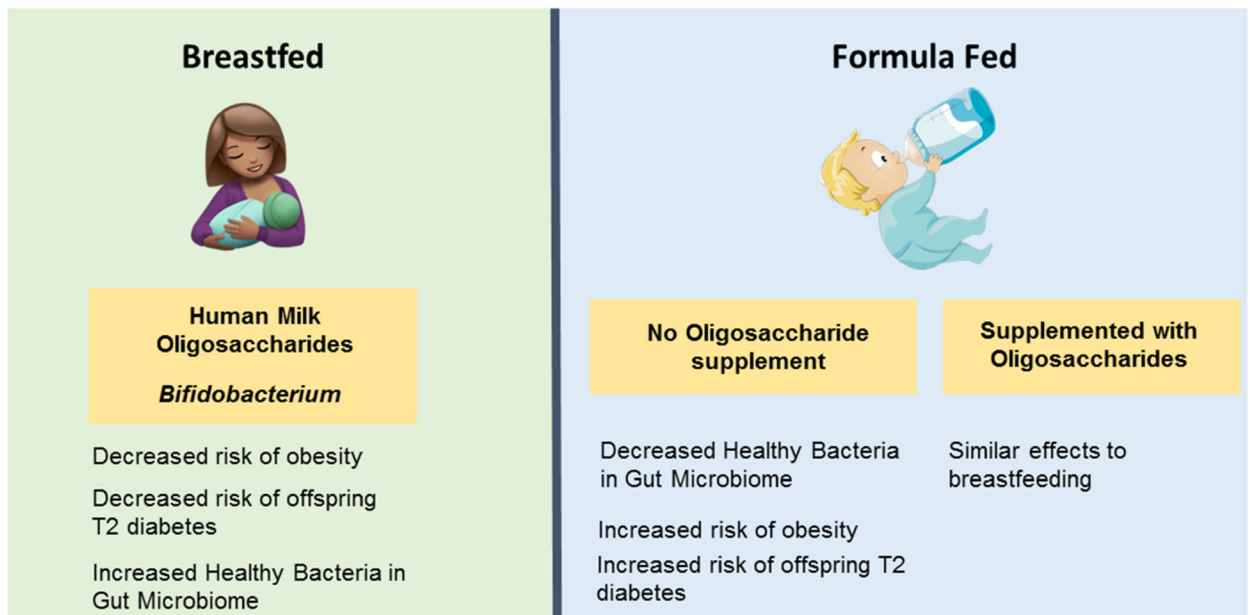 Breastfed
Human Milk
Oligosaccharides
Bifidobacterium
Decreased risk of obesity
Decreased risk of offspring
T2 diabetes
Increased Healthy Bacteria in
Gut Microbiome
Formula Fed
No Oligosaccharide
supplement
Decreased Healthy Bacteria
in Gut Microbiome
Increased risk of obesity
Increased risk of offspring T2
diabetes
Supplemented with
Oligosaccharides
Similar effects to
breastfeeding